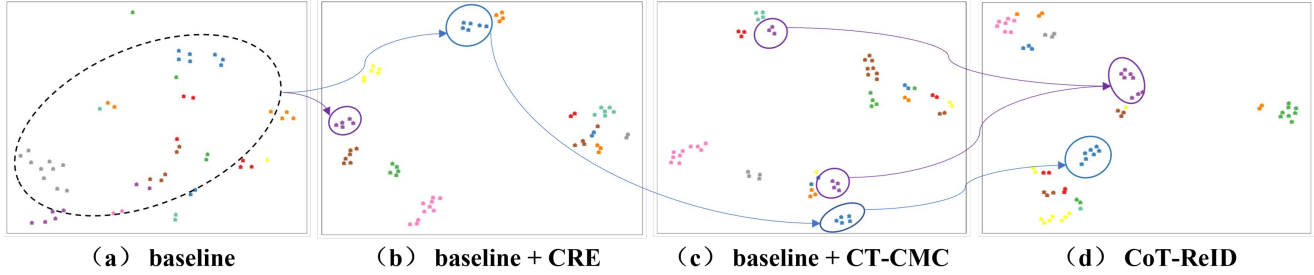 （a） baseline
（b） baseline + CRE
（c） baseline + CT-CMC
（d） CoT-ReID